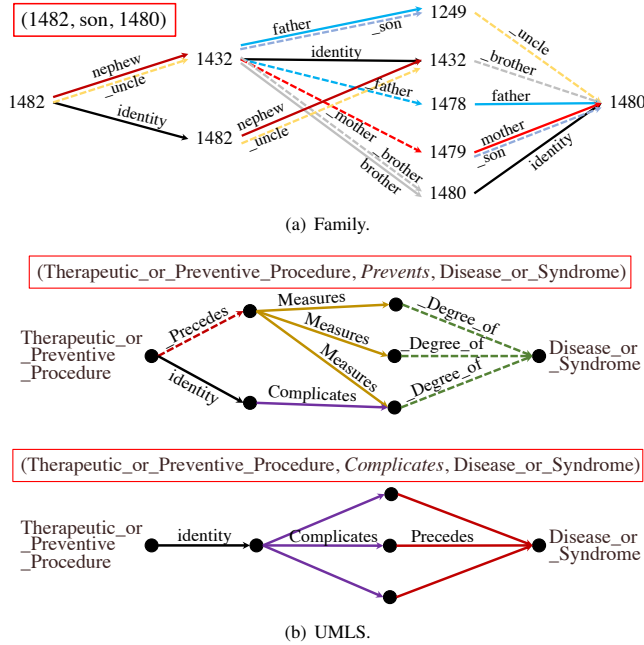 (1482, son, 1480)
father
_son
1249
_uncle
nephew
_uncle
1432
identity
1432
_brother
1482
_father
1478
father
1480
identity
1482
nephew
_uncle
_mother
_brother
brother
1479
mother
_son
identity
1480
(a) Family.
(Therapeutic_or_Preventive_Procedure, Prevents, Disease_or_Syndrome)
Measures
_Degree_of
_Precedes
Therapeutic_or
_Preventive
_Procedure
Measures
_Degree_of
Disease_or
_Syndrome
Measures
_Degree_of
identity
Complicates
(Therapeutic_or_Preventive_Procedure, Complicates, Disease_or_Syndrome)
Therapeutic_or
_Preventive
_Procedure
identity
Complicates
Precedes
Disease_or
_Syndrome
(b) UMLS.